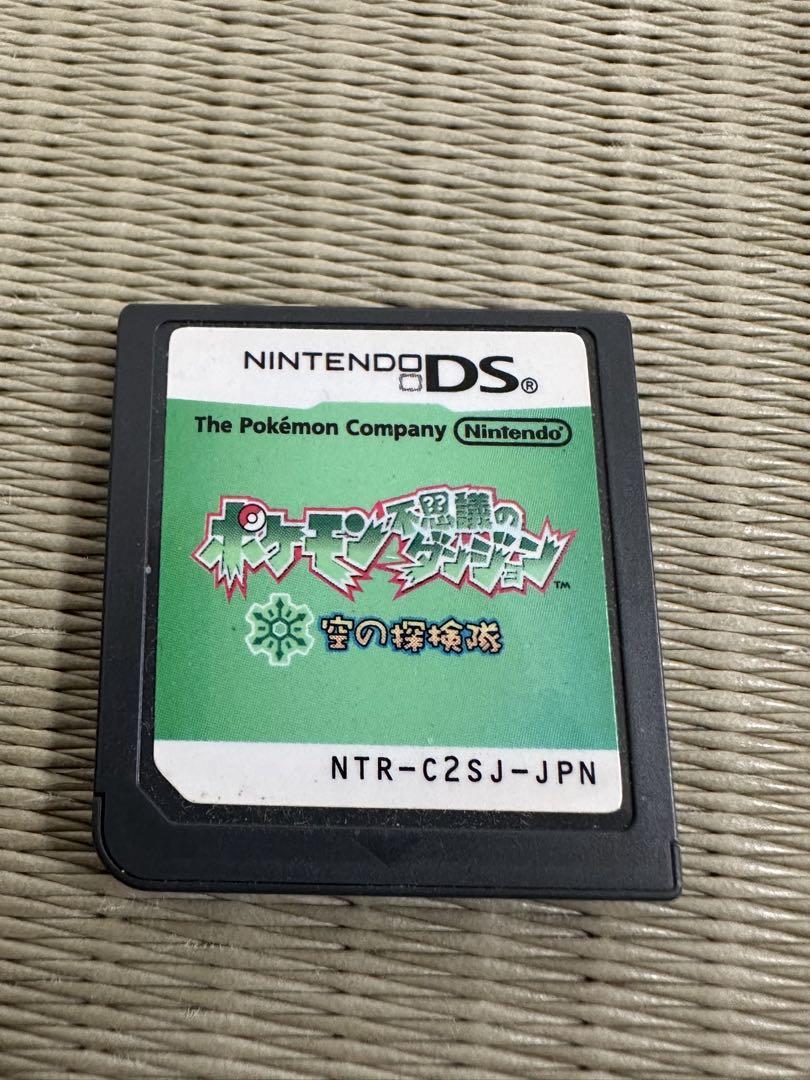 NINTENDO DS®
The Pokémon Company Nintendo®
ポケモン不思議のダンジョン™
空の探検隊
NTR-C2SJ-JPN